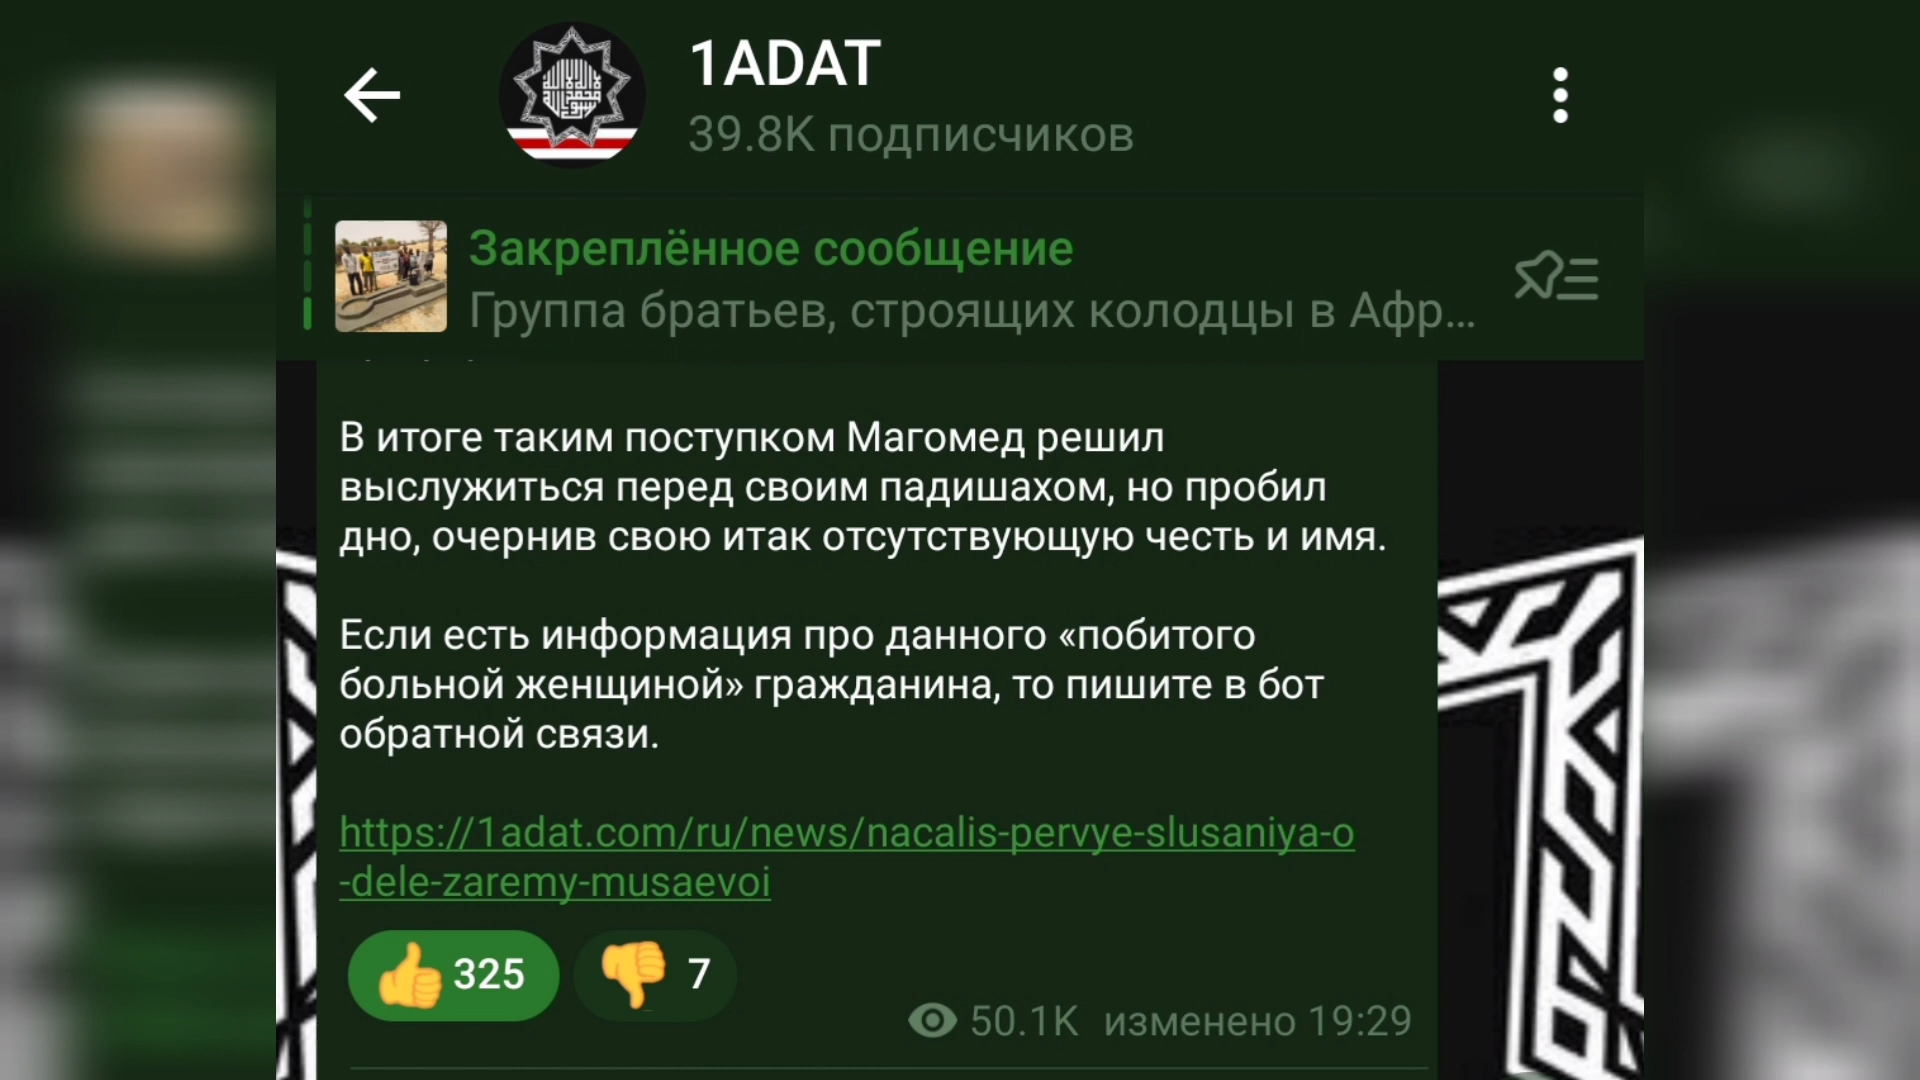 1ADAT
39.8K подписчиков
Закреплённое сообщение
Группа братьев, строящих колодцы в Афр...
В итоге таким поступком Магомед решил
выслужиться перед своим падишахом, но пробил
дно, очернив свою итак отсутствующую честь и имя.
Если есть информация про данного «побитого
больной женщиной» гражданина, то пишите в бот
обратной связи.
https://1adat.com/ru/news/nacalis-pervye-slusaniya-o
-dele-zaremy-musaevoi
325
7
50.1K изменено 19:29